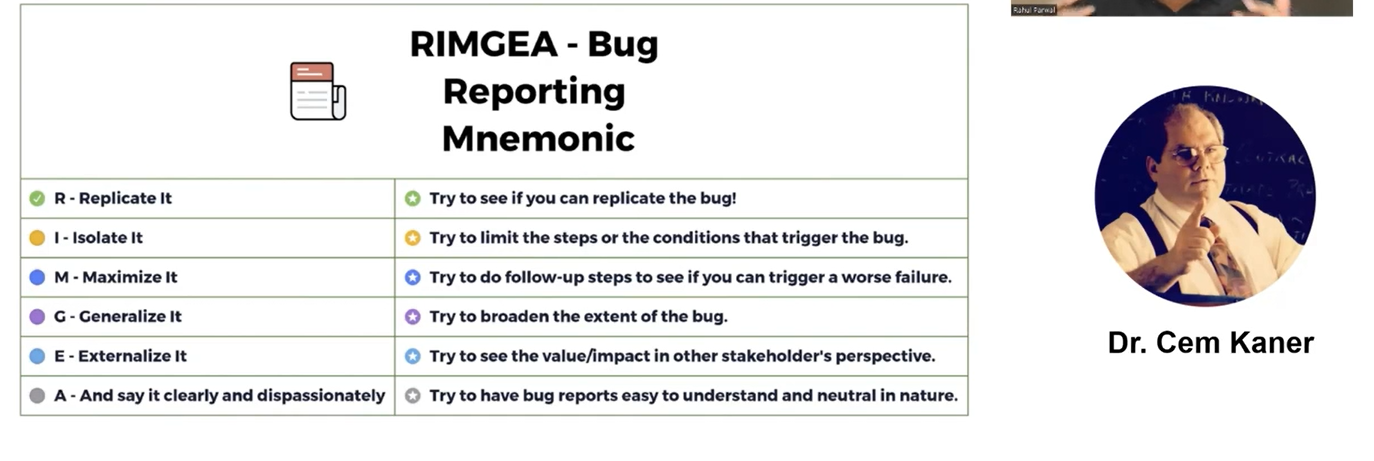 Rahul Parwal
RIMGEA - Bug
Reporting
Mnemonic
R - Replicate It
Try to see if you can replicate the bug!
I - Isolate It
Try to limit the steps or the conditions that trigger the bug.
M - Maximize It
Try to do follow-up steps to see if you can trigger a worse failure.
G - Generalize It
Try to broaden the extent of the bug.
E - Externalize It
Try to see the value/impact in other stakeholder's perspective.
A - And say it clearly and dispassionately
Try to have bug reports easy to understand and neutral in nature.
Dr. Cem Kaner